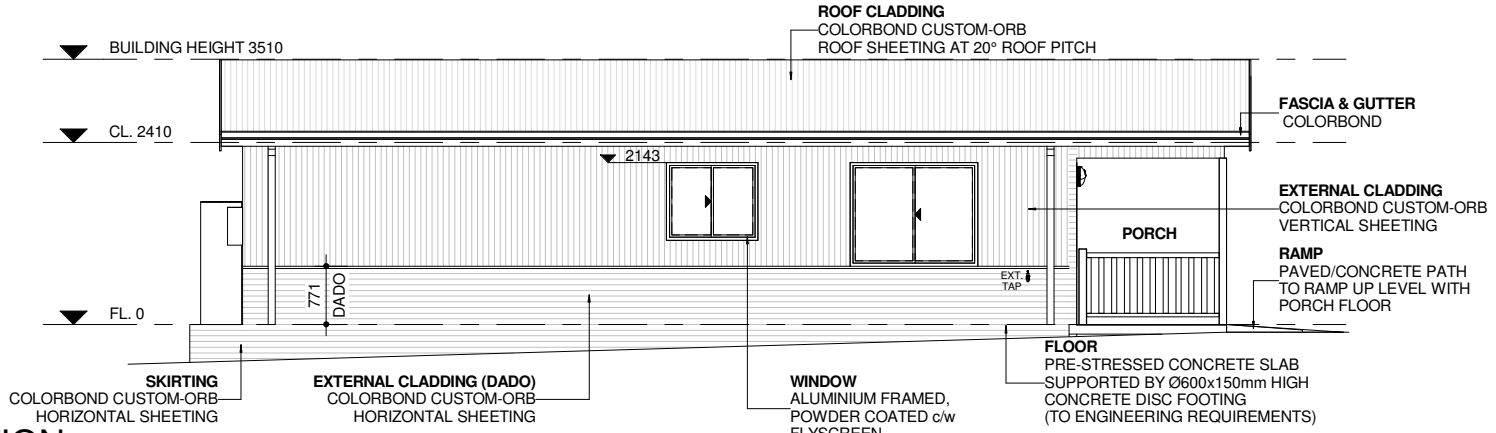 ROOF CLADDING
COLORBOND CUSTOM-ORB
ROOF SHEETING AT 20° ROOF PITCH
BUILDING HEIGHT 3510
FASCIA & GUTTER
COLORBOND
CL. 2410
2143
EXTERNAL CLADDING
COLORBOND CUSTOM-ORB
VERTICAL SHEETING
PORCH
RAMP
PAVED/CONCRETE PATH
TO RAMP UP LEVEL WITH
PORCH FLOOR
EXT.
TAP
771
DADO
FL. 0
SKIRTING
COLORBOND CUSTOM-ORB
HORIZONTAL SHEETING
EXTERNAL CLADDING (DADO)
COLORBOND CUSTOM-ORB
HORIZONTAL SHEETING
WINDOW
ALUMINIUM FRAMED,
POWDER COATED c/w
FLYSCREEN
FLOOR
PRE-STRESSED CONCRETE SLAB
SUPPORTED BY Ø600x150mm HIGH
CONCRETE DISC FOOTING
(TO ENGINEERING REQUIREMENTS)